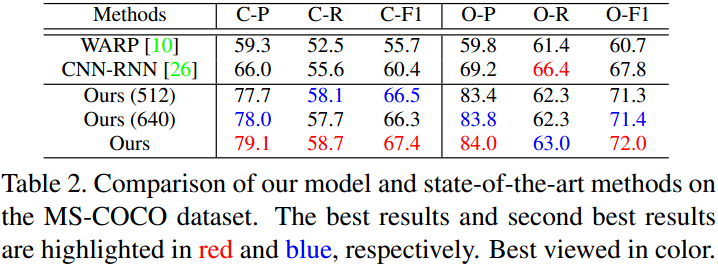 Methods C-P C-R C-F1 O-P O-R O-F1
WARP [10] 59.3 52.5 55.7 59.8 61.4 60.7
CNN-RNN [26] 66.0 55.6 60.4 69.2 66.4 67.8
Ours (512) 77.7 58.1 66.5 83.4 62.3 71.3
Ours (640) 78.0 57.7 66.3 83.8 62.3 71.4
Ours 79.1 58.7 67.4 84.0 63.0 72.0
Table 2. Comparison of our model and state-of-the-art methods on
the MS-COCO dataset. The best results and second best results
are highlighted in red and blue, respectively. Best viewed in color.